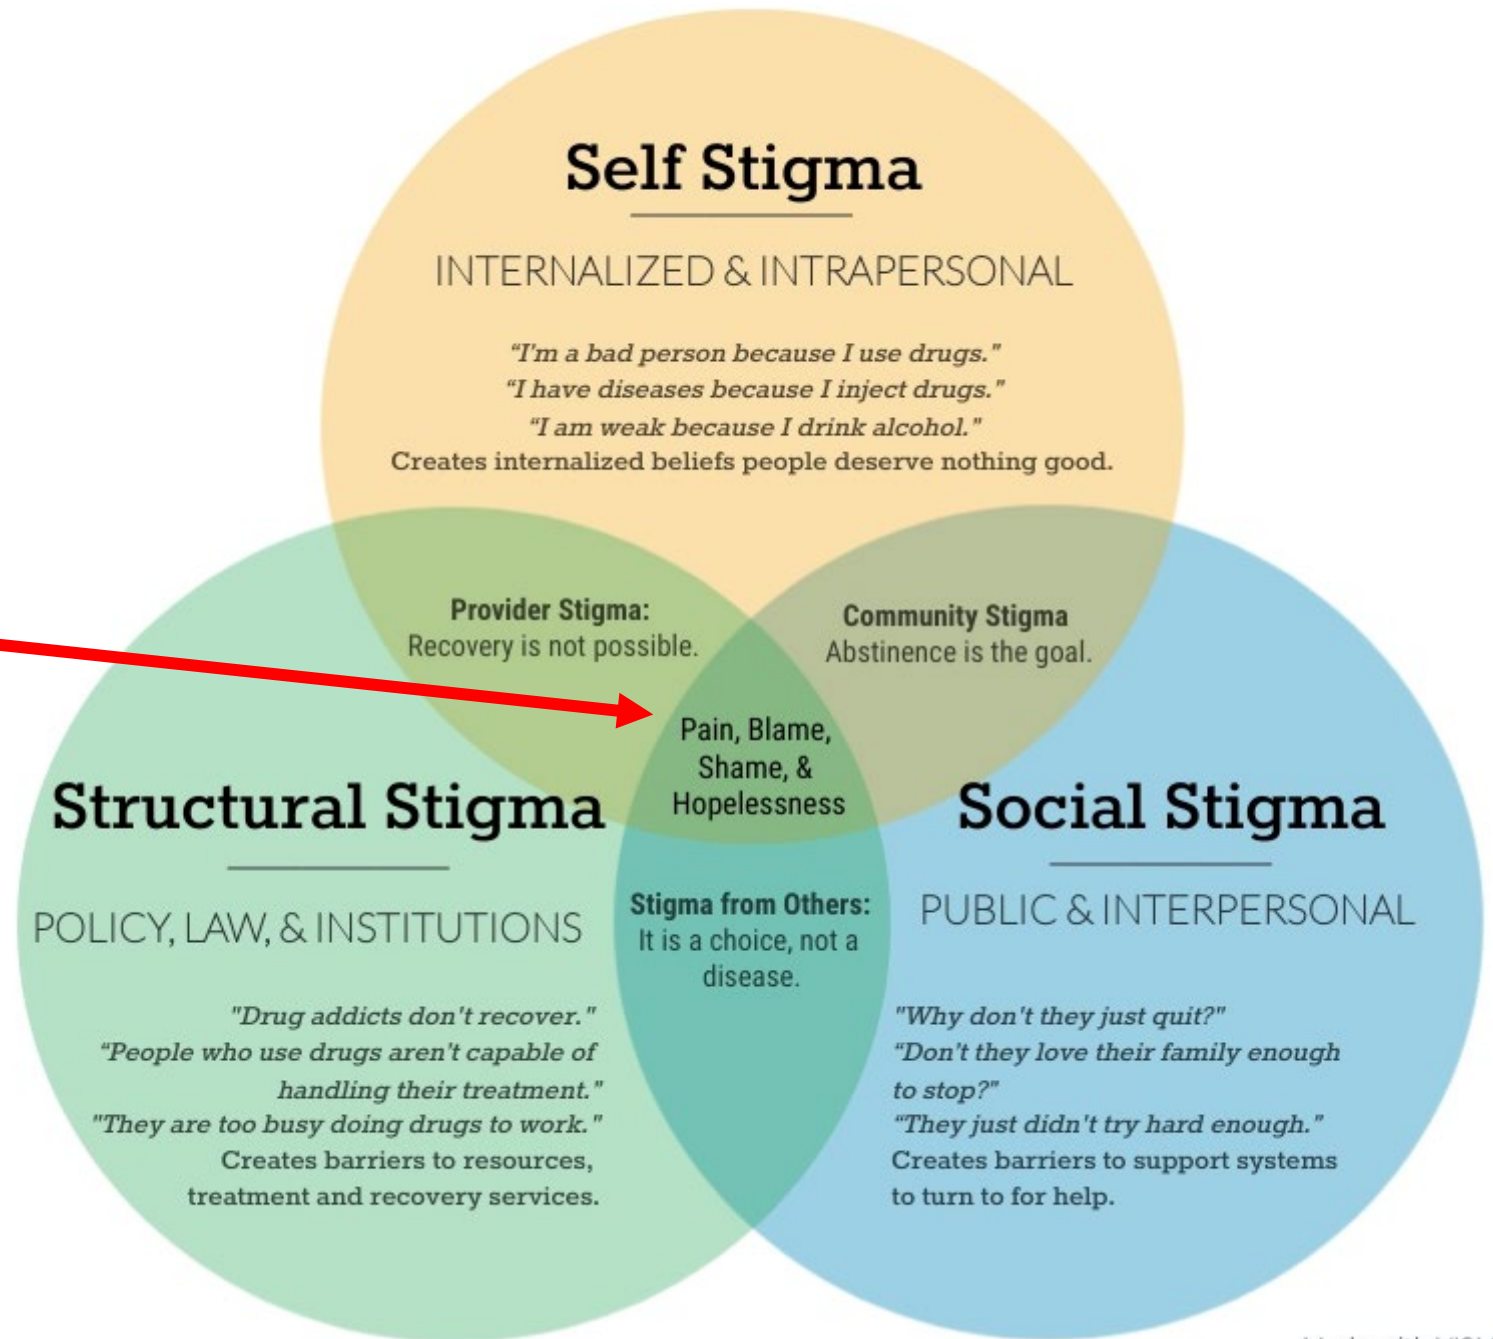 Self Stigma
INTERNALIZED & INTRAPERSONAL
“I'm a bad person because I use drugs."
“I have diseases because I inject drugs."
“I am weak because I drink alcohol."
Creates internalized beliefs people deserve nothing good.
Provider Stigma:
Recovery is not possible.
Community Stigma
Abstinence is the goal.
Pain, Blame,
Shame, &
Hopelessness
Structural Stigma
POLICY, LAW, & INSTITUTIONS
"Drug addicts don't recover."
“People who use drugs aren't capable of
handling their treatment."
"They are too busy doing drugs to work."
Creates barriers to resources,
treatment and recovery services.
Stigma from Others:
It is a choice, not a
disease.
Social Stigma
PUBLIC & INTERPERSONAL
"Why don't they just quit?"
“Don't they love their family enough
to stop?"
“They just didn't try hard enough."
Creates barriers to support systems
to turn to for help.